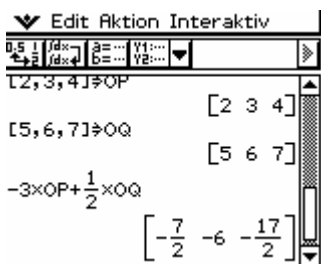 Edit Aktion Interaktiv
[2,3,4]⇒OP
[2 3 4]
[5,6,7]⇒OQ
[5 6 7]
-3×OP+1/2×OQ
[-7/2 -6 -17/2]